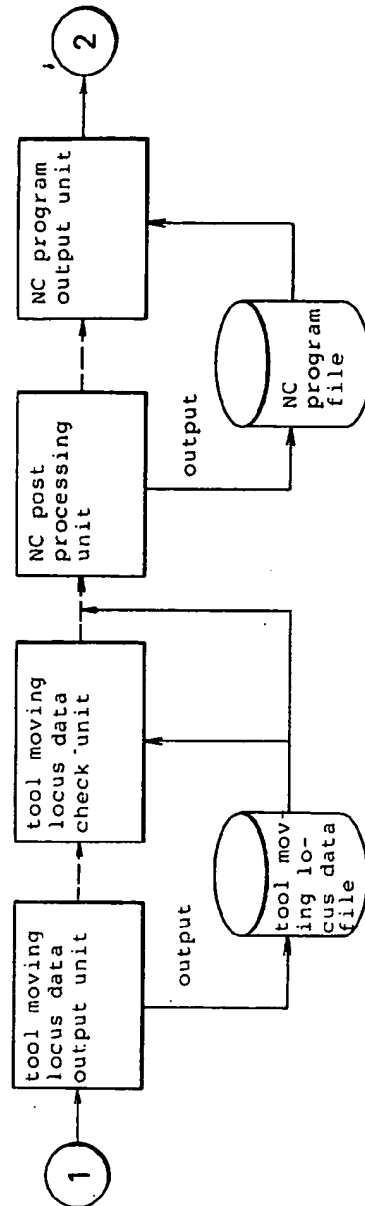 1
tool moving
locus data
output unit
output
tool mov-
ing lo-
cus data
file
tool moving
locus data
check unit
NC post
processing
unit
output
NC
program
file
NC program
output unit
2